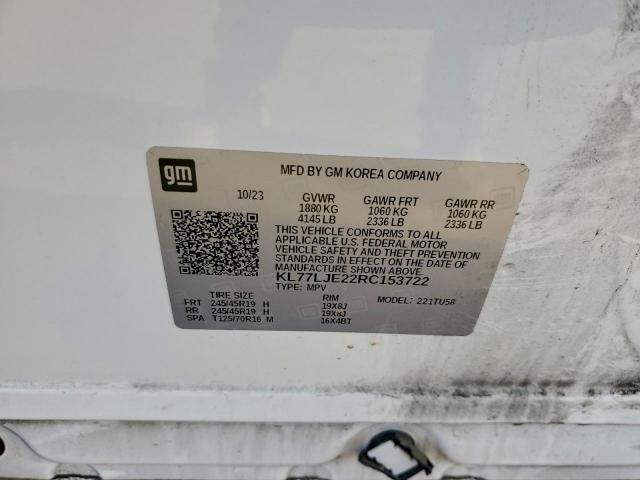 gm
MFD BY GM KOREA COMPANY
10/23 GVWR GAWR FRT GAWR RR
1880 KG 1060 KG 1060 KG
4145 LB 2336 LB 2336 LB
THIS VEHICLE CONFORMS TO ALL
APPLICABLE U.S. FEDERAL MOTOR
VEHICLE SAFETY AND THEFT PREVENTION
STANDARDS IN EFFECT ON THE DATE OF
MANUFACTURE SHOWN ABOVE.
KL77LJE22RC153722
TYPE: MPV MODEL: 221TU58
TIRE SIZE RIM
FRT 245/45R19 H 19X8J
RR 245/45R19 H 19X8J
SPA T125/70R16 M 16X4BT